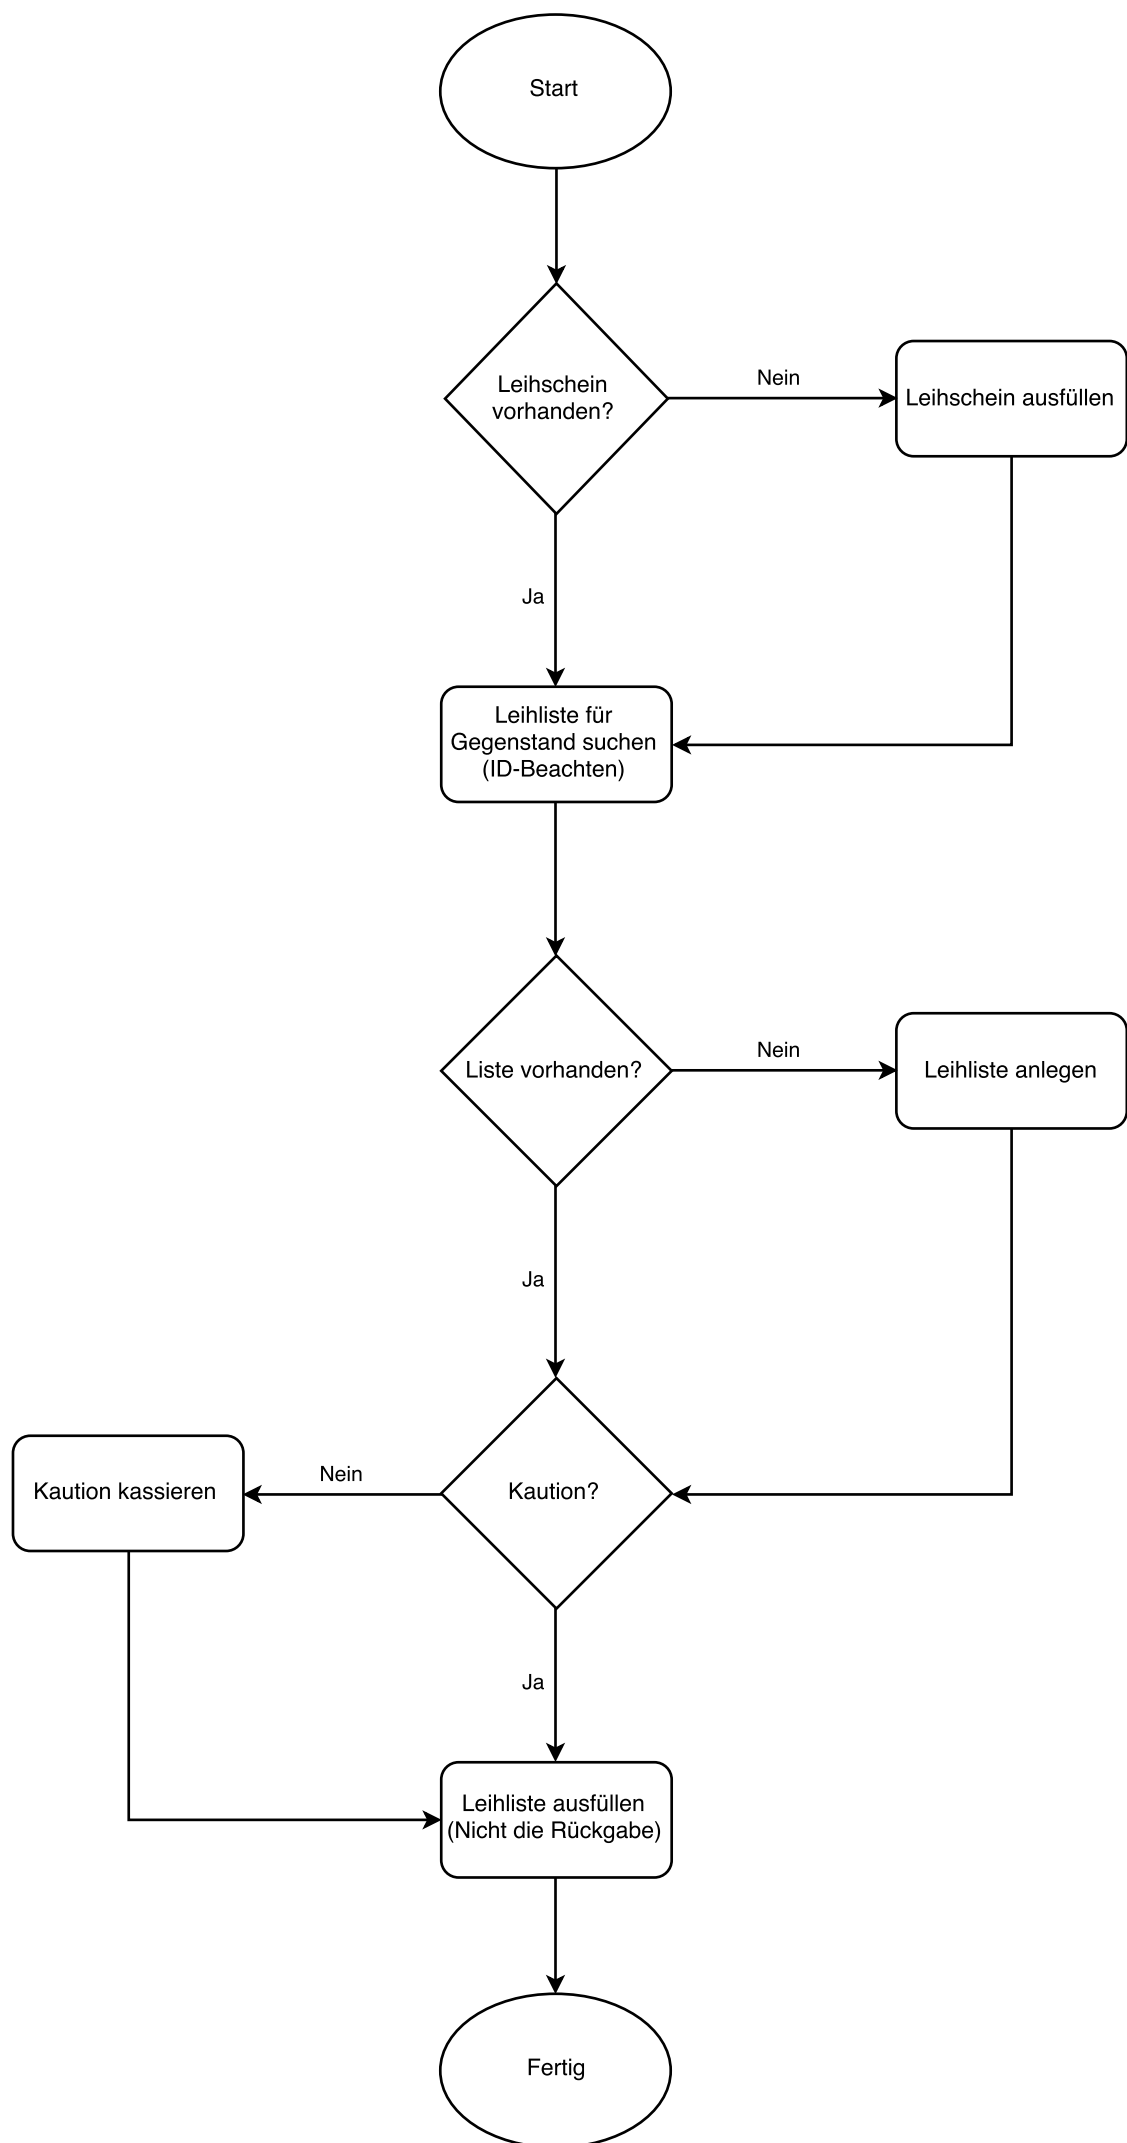 Start
Leihschein
vorhanden?
Nein
Leihschein ausfüllen
Ja
Leihliste für
Gegenstand suchen
(ID-Beachten)
Liste vorhanden?
Nein
Leihliste anlegen
Ja
Kaution kassieren
Nein
Kaution?
Ja
Leihliste ausfüllen
(Nicht die Rückgabe)
Fertig